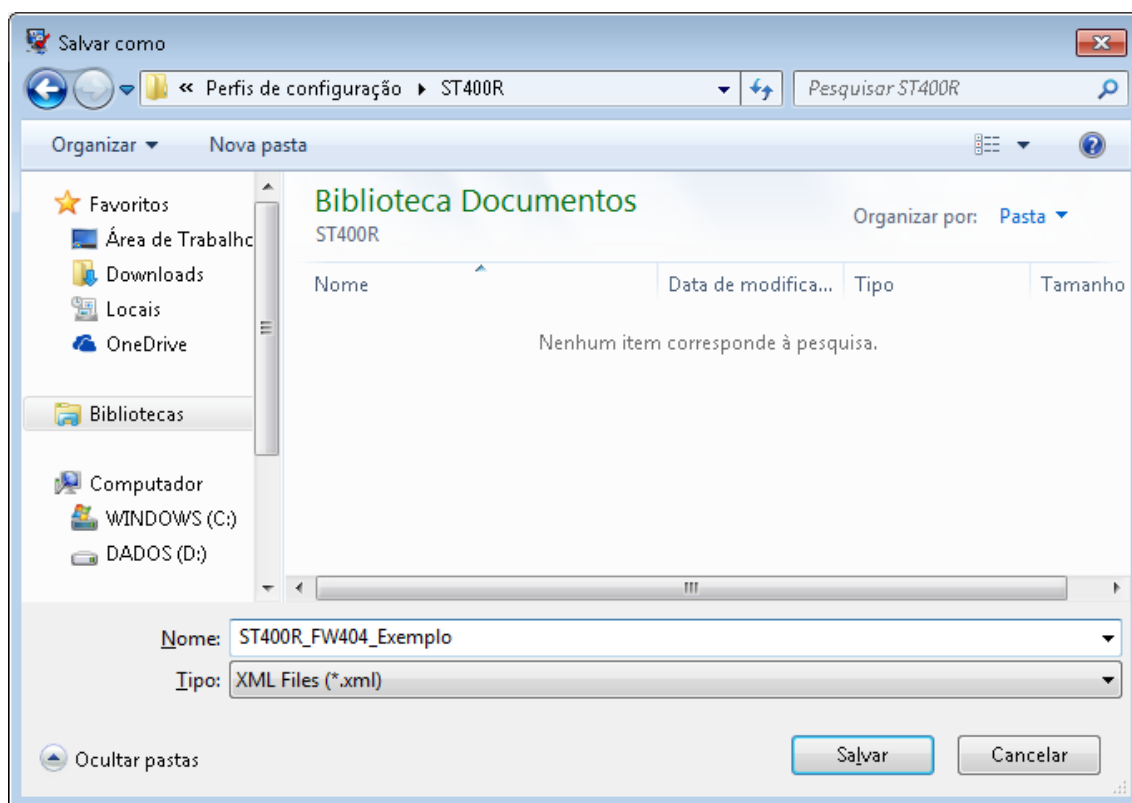 Salvar como
« Perfis de configuração ▸ ST400R
Pesquisar ST400R
Organizar
Nova pasta
Favoritos
Área de Trabalhc
Downloads
Locais
OneDrive
Bibliotecas
Computador
WINDOWS (C:)
DADOS (D:)
Biblioteca Documentos
ST400R
Organizar por: Pasta
Nome
Data de modifica...
Tipo
Tamanho
Nenhum item corresponde à pesquisa.
Nome: ST400R_FW404_Exemplo
Tipo: XML Files (*.xml)
Ocultar pastas
Salvar
Cancelar